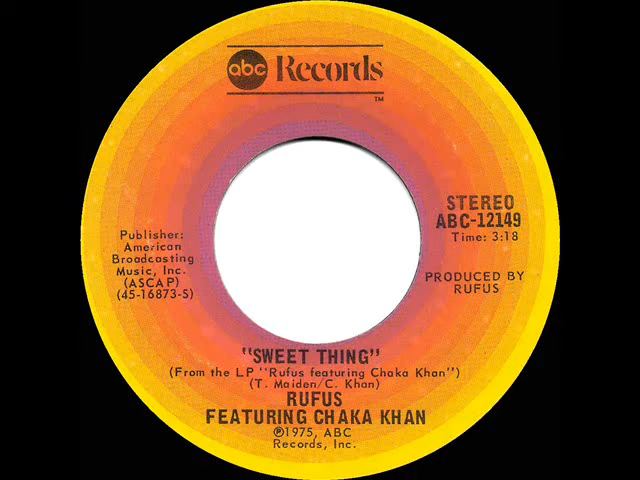 abc Records
TM
STEREO
ABC-12149
Time: 3:18
Publisher:
American
Broadcasting
Music, Inc.
(ASCAP)
(45-16873-S)
PRODUCED BY
RUFUS
"SWEET THING"
(From the LP "Rufus featuring Chaka Khan")
(T. Maiden/C. Khan)
RUFUS
FEATURING CHAKA KHAN
℗1975, ABC
Records, Inc.